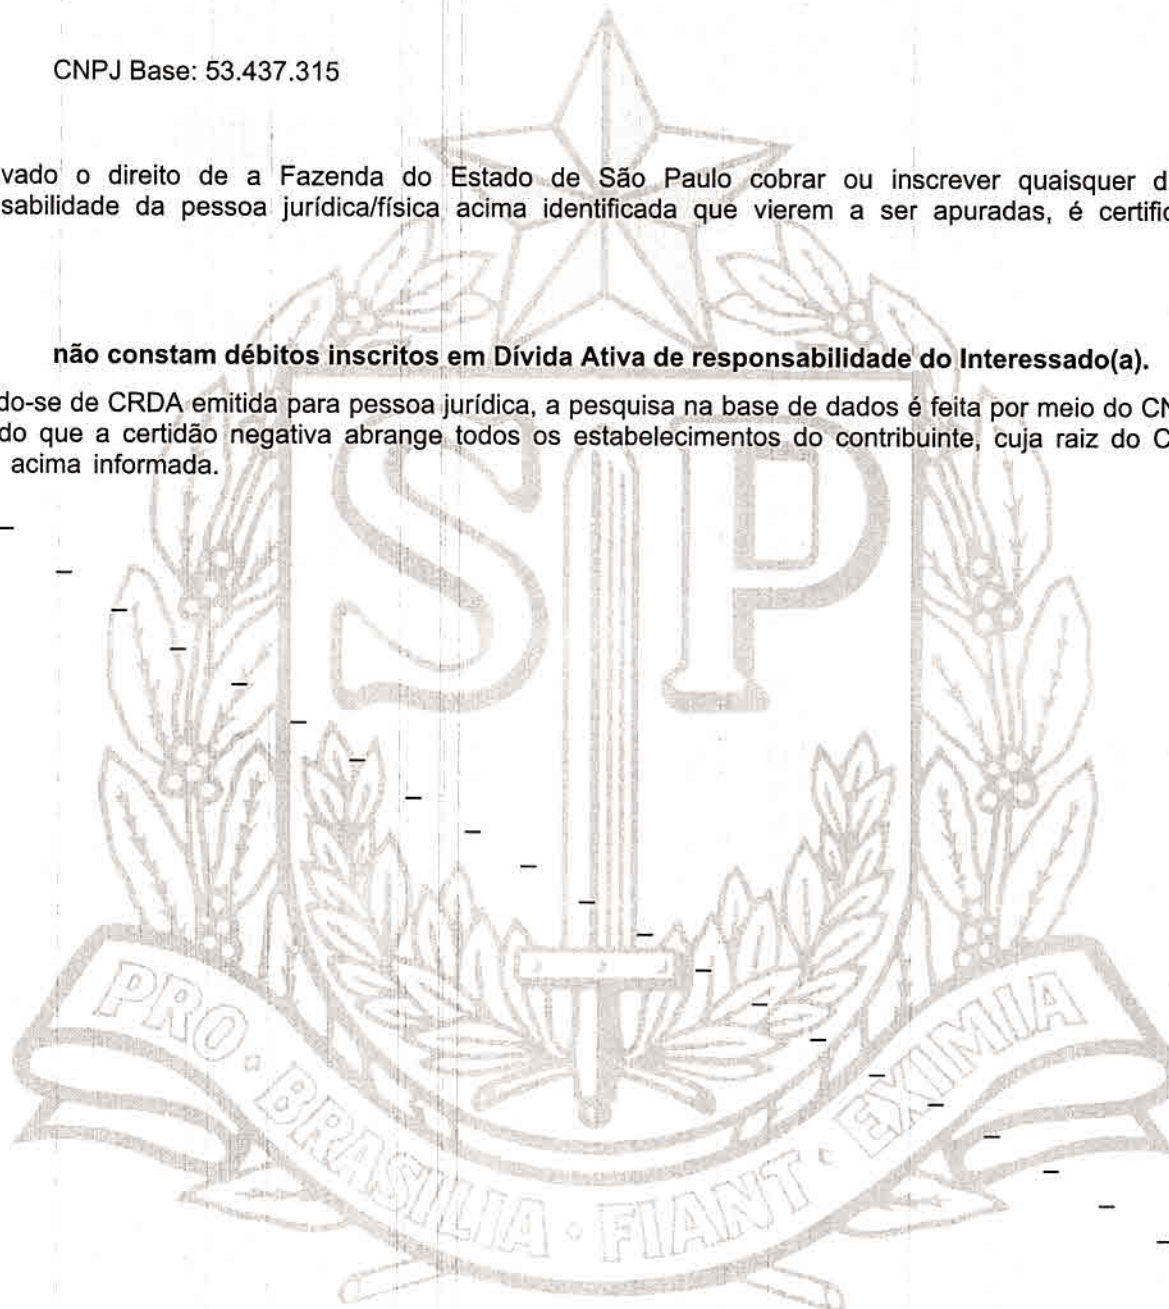 CNPJ Base: 53.437.315
vado o direito de a Fazenda do Estado de São Paulo cobrar ou inscrever quaisquer d
sabilidade da pessoa jurídica/física acima identificada que vierem a ser apuradas, é certific
não constam débitos inscritos em Dívida Ativa de responsabilidade do Interessado(a).
do-se de CRDA emitida para pessoa jurídica, a pesquisa na base de dados é feita por meio do CN
do que a certidão negativa abrange todos os estabelecimentos do contribuinte, cuja raiz do C
acima informada.
SP
PRO · BRASILIA · FIANT · EXIMIA